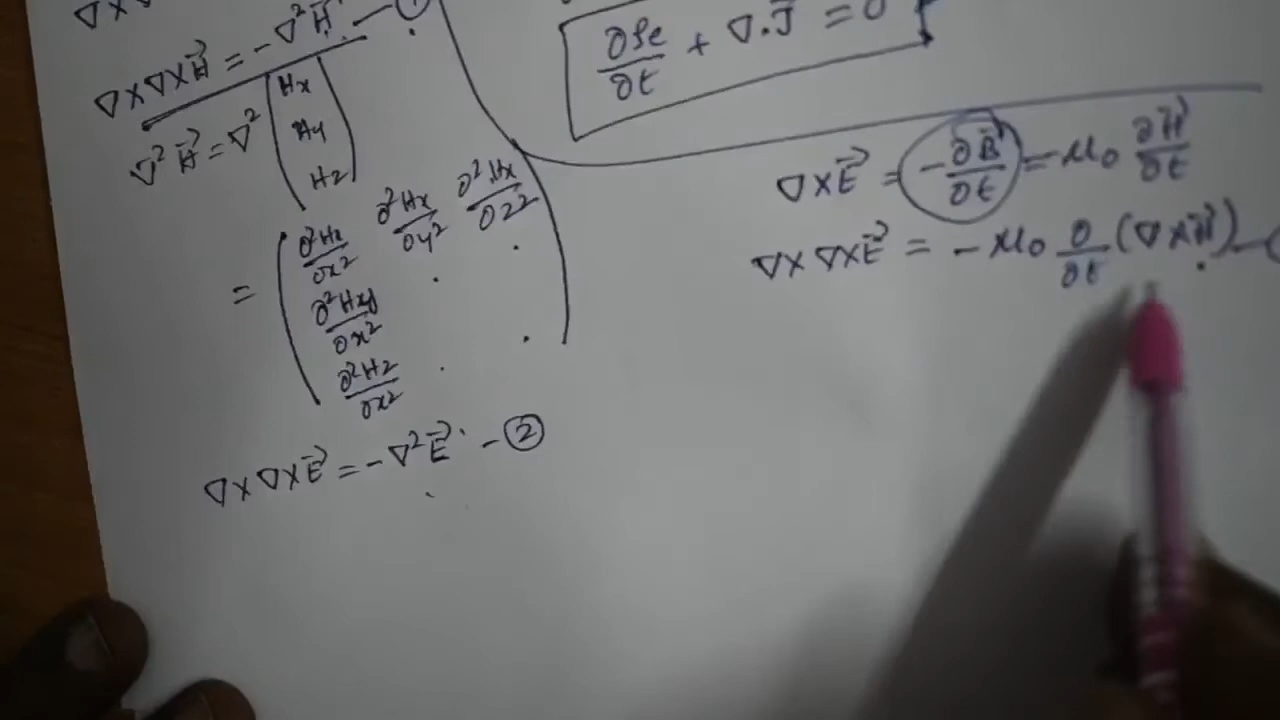 ∇×∇
∇×∇×H⃗ = -∇²H⃗ - ①
∇²H⃗ = ∇² (Hx
Hy
Hz)
= (∂²Hx/∂x² ∂²Hx/∂y² ∂²Hx/∂z²
∂²Hy/∂x² . .
∂²Hz/∂x² . .)
∇×∇×E⃗ = -∇²E⃗ - ②
∂ρe/∂t + ∇.J⃗ = 0
∇×E⃗ = -∂B⃗/∂t = -μ0 ∂H⃗/∂t
∇×∇×E⃗ = -μ0 ∂/∂t (∇×H⃗) -